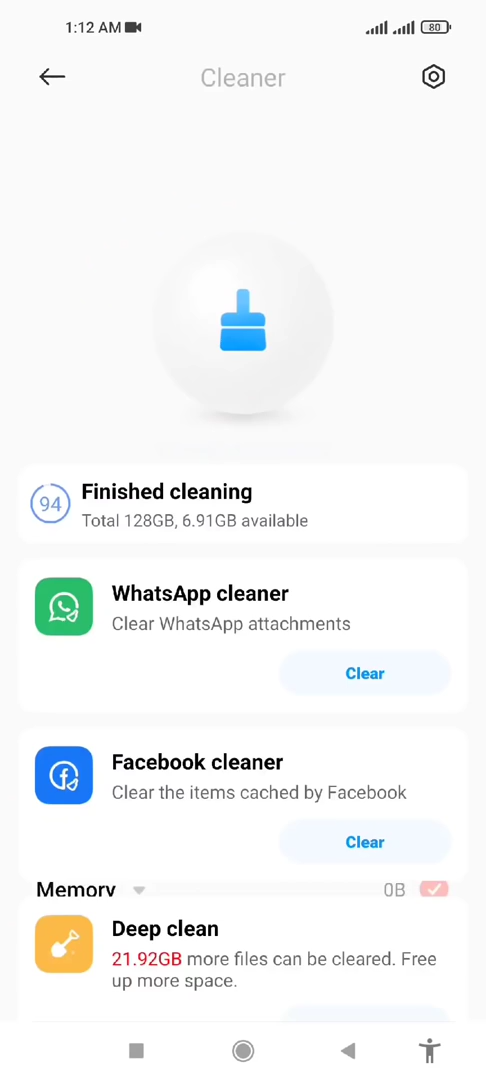 1:12 AM
80
Cleaner
94
Finished cleaning
Total 128GB, 6.91GB available
WhatsApp cleaner
Clear WhatsApp attachments
Clear
Facebook cleaner
Clear the items cached by Facebook
Clear
Memory 0B
Deep clean
21.92GB more files can be cleared. Free
up more space.